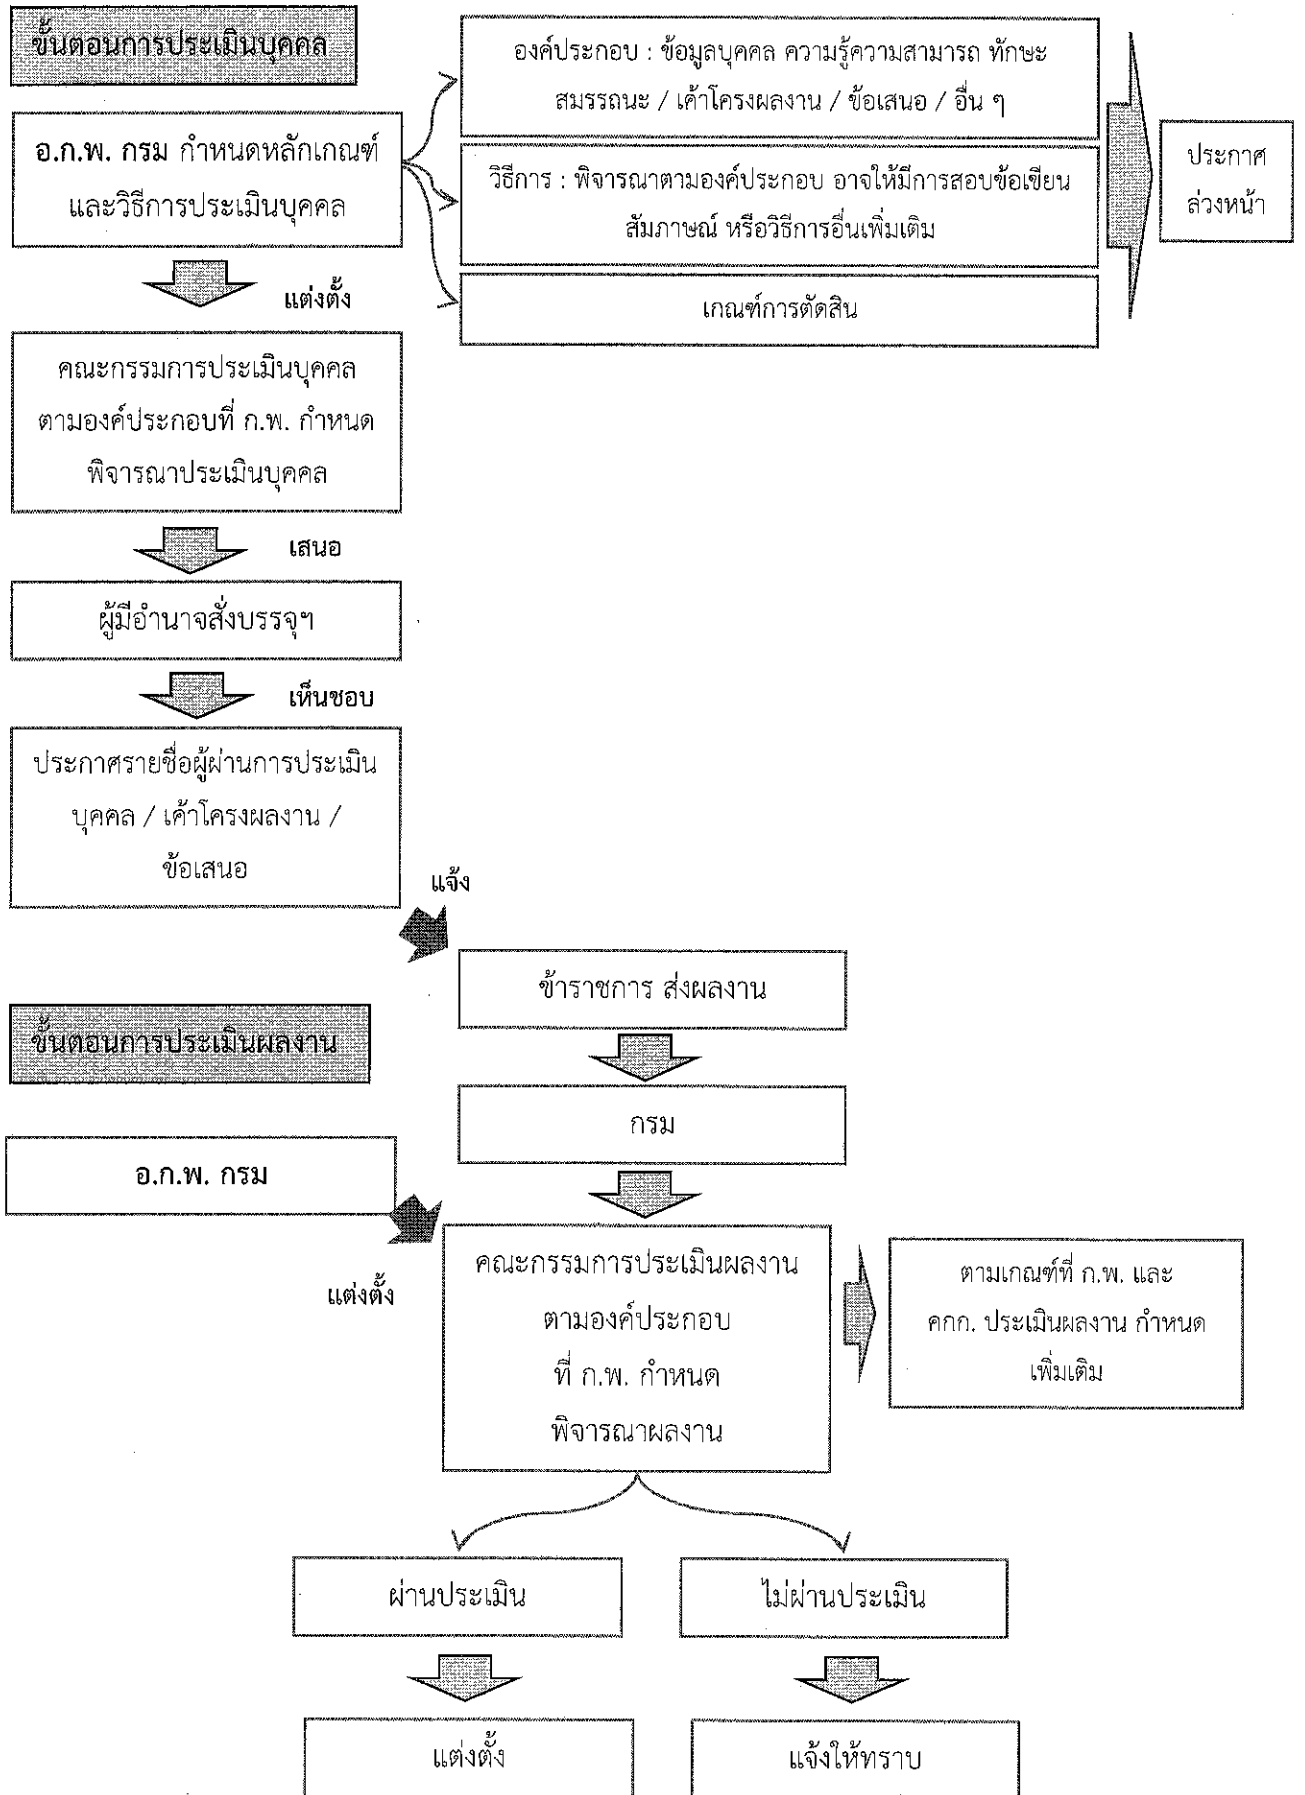 ขั้นตอนการประเมินบุคคล
อ.ก.พ. กรม กำหนดหลักเกณฑ์
และวิธีการประเมินบุคคล
องค์ประกอบ : ข้อมูลบุคคล ความรู้ความสามารถ ทักษะ
สมรรถนะ / เค้าโครงผลงาน / ข้อเสนอ / อื่น ๆ
วิธีการ : พิจารณาตามองค์ประกอบ อาจให้มีการสอบข้อเขียน
สัมภาษณ์ หรือวิธีการอื่นเพิ่มเติม
เกณฑ์การตัดสิน
ประกาศ
ล่วงหน้า
แต่งตั้ง
คณะกรรมการประเมินบุคคล
ตามองค์ประกอบที่ ก.พ. กำหนด
พิจารณาประเมินบุคคล
เสนอ
ผู้มีอำนาจสั่งบรรจุฯ
เห็นชอบ
ประกาศรายชื่อผู้ผ่านการประเมิน
บุคคล / เค้าโครงผลงาน /
ข้อเสนอ
แจ้ง
ข้าราชการ ส่งผลงาน
ขั้นตอนการประเมินผลงาน
กรม
อ.ก.พ. กรม
แต่งตั้ง
คณะกรรมการประเมินผลงาน
ตามองค์ประกอบ
ที่ ก.พ. กำหนด
พิจารณาผลงาน
ตามเกณฑ์ที่ ก.พ. และ
คกก. ประเมินผลงาน กำหนด
เพิ่มเติม
ผ่านประเมิน
ไม่ผ่านประเมิน
แต่งตั้ง
แจ้งให้ทราบ